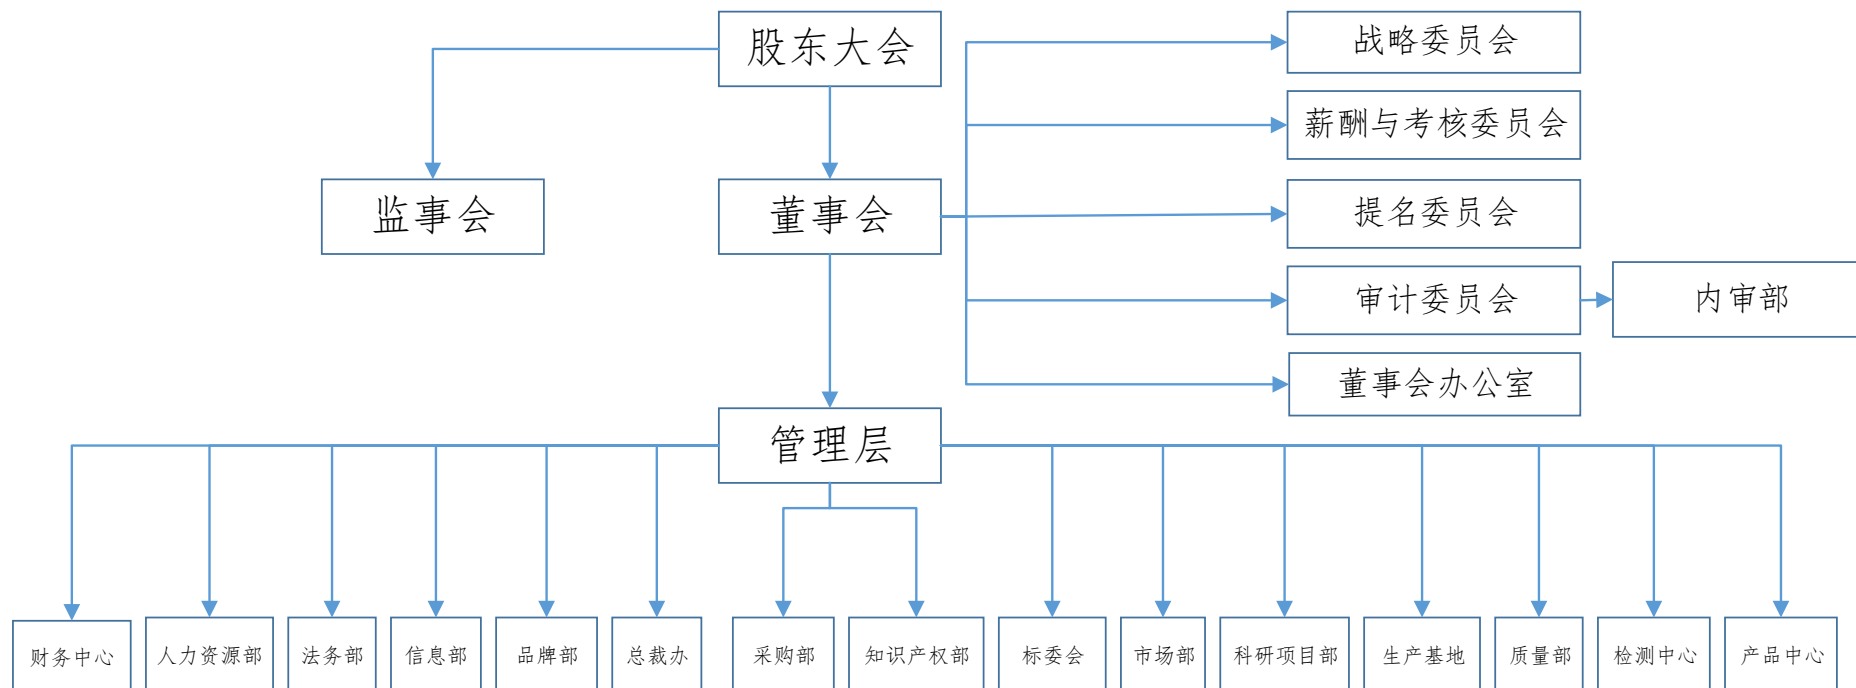 股东大会
战略委员会
薪酬与考核委员会
监事会
董事会
提名委员会
审计委员会
内审部
董事会办公室
管理层
财务中心
人力资源部
法务部
信息部
品牌部
总裁办
采购部
知识产权部
标委会
市场部
科研项目部
生产基地
质量部
检测中心
产品中心